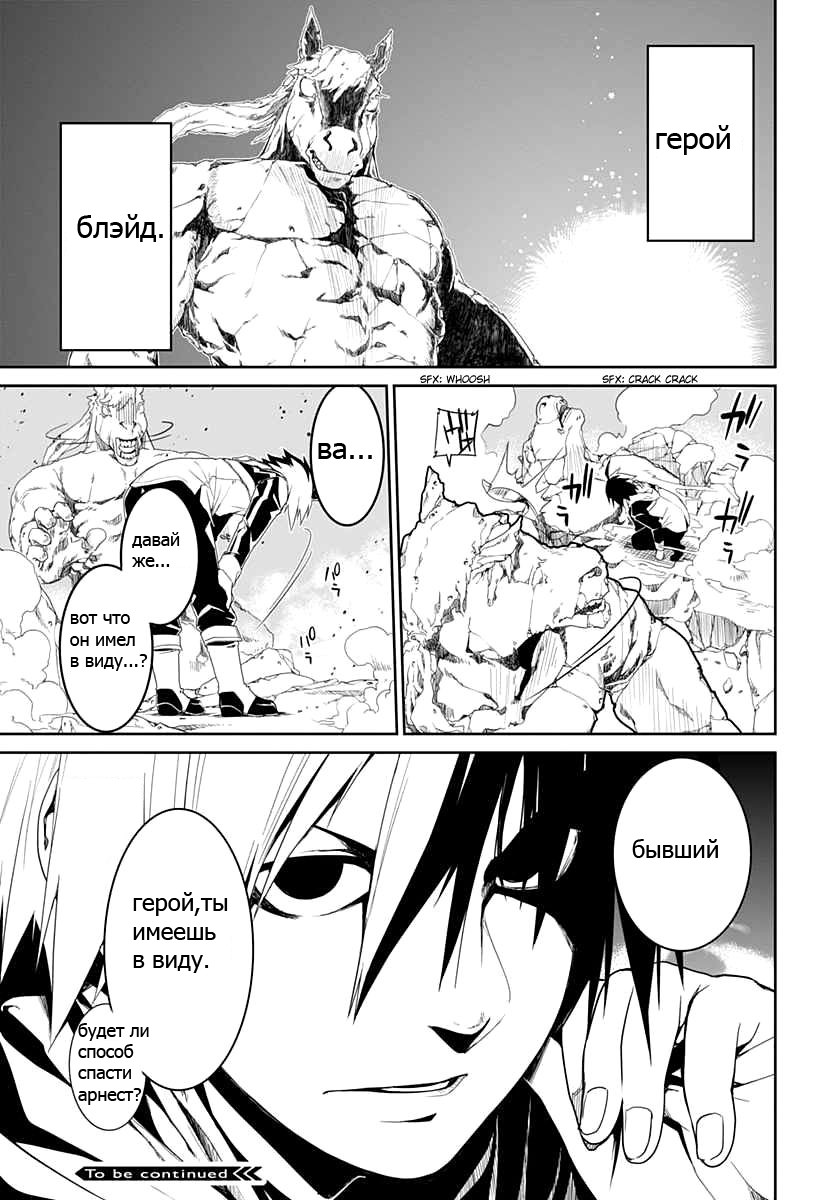 герой
блэйд.
SFX: WHOOSH
SFX: CRACK CRACK
ва...
давай
же...
вот что
он имел
в виду...?
бывший
герой,ты
имеешь
в виду.
будет ли
способ
спасти
арнест?
To be continued